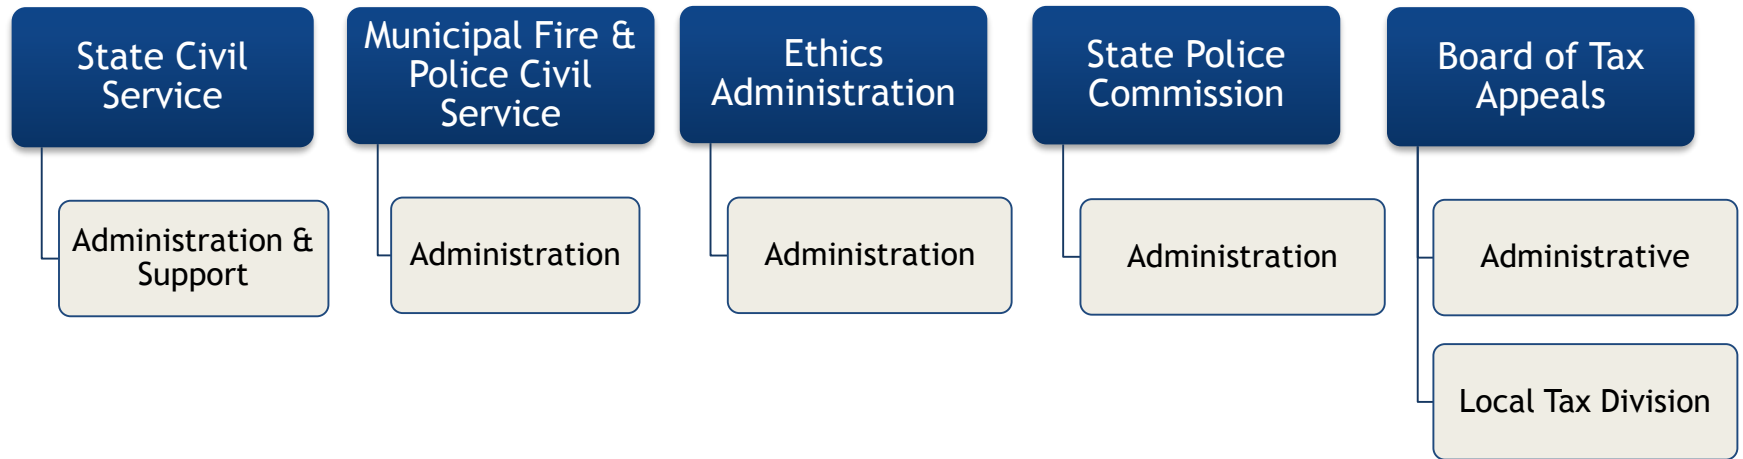 State Civil
Service
Municipal Fire &
Police Civil
Service
Ethics
Administration
State Police
Commission
Board of Tax
Appeals
Administration &
Support
Administration
Administration
Administration
Administrative
Local Tax Division